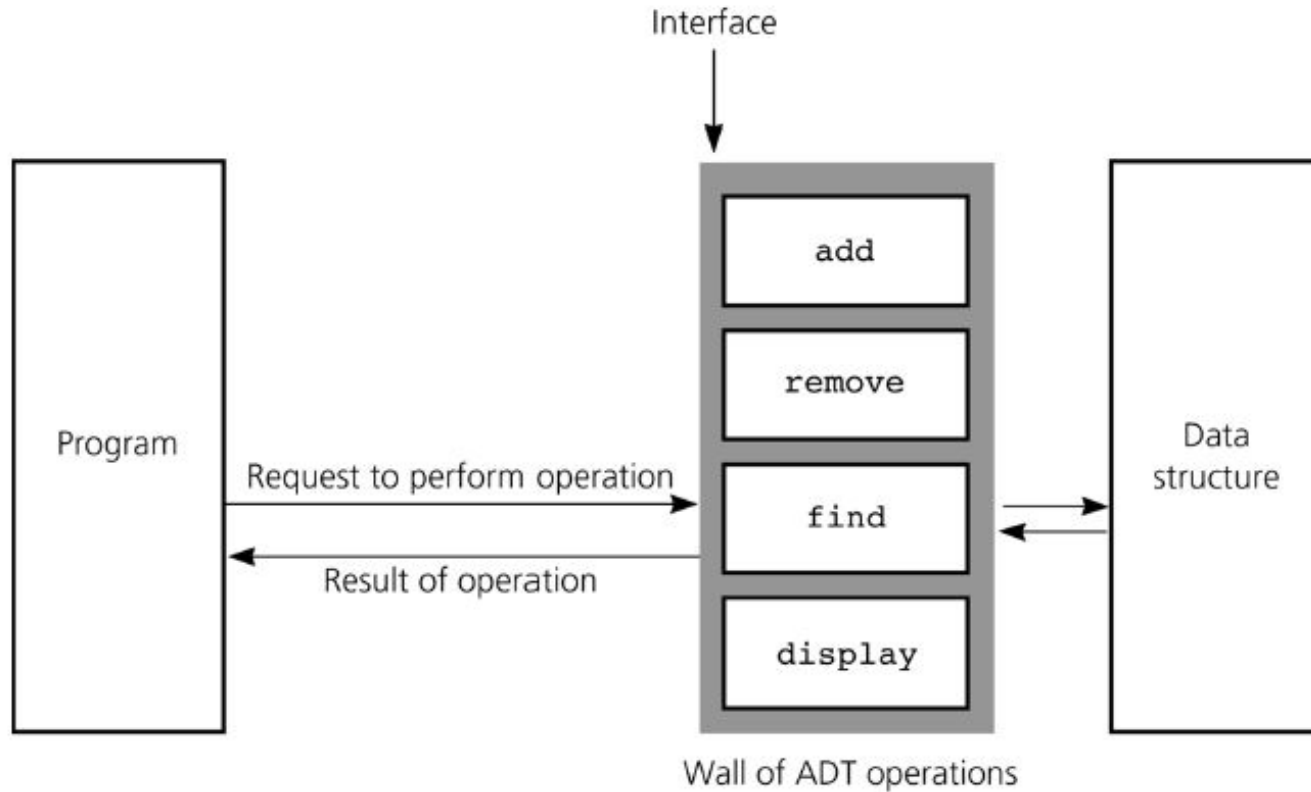 Interface
add
remove
Program
Data
structure
Request to perform operation
find
Result of operation
display
Wall of ADT operations